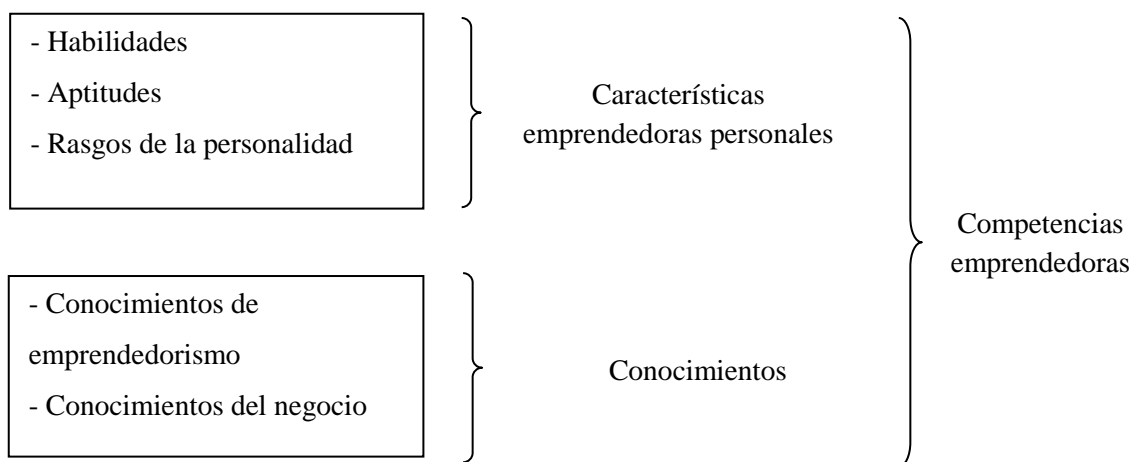 - Habilidades
- Aptitudes
- Rasgos de la personalidad
Características
emprendedoras personales
- Conocimientos de
emprendedorismo
- Conocimientos del negocio
Conocimientos
Competencias
emprendedoras